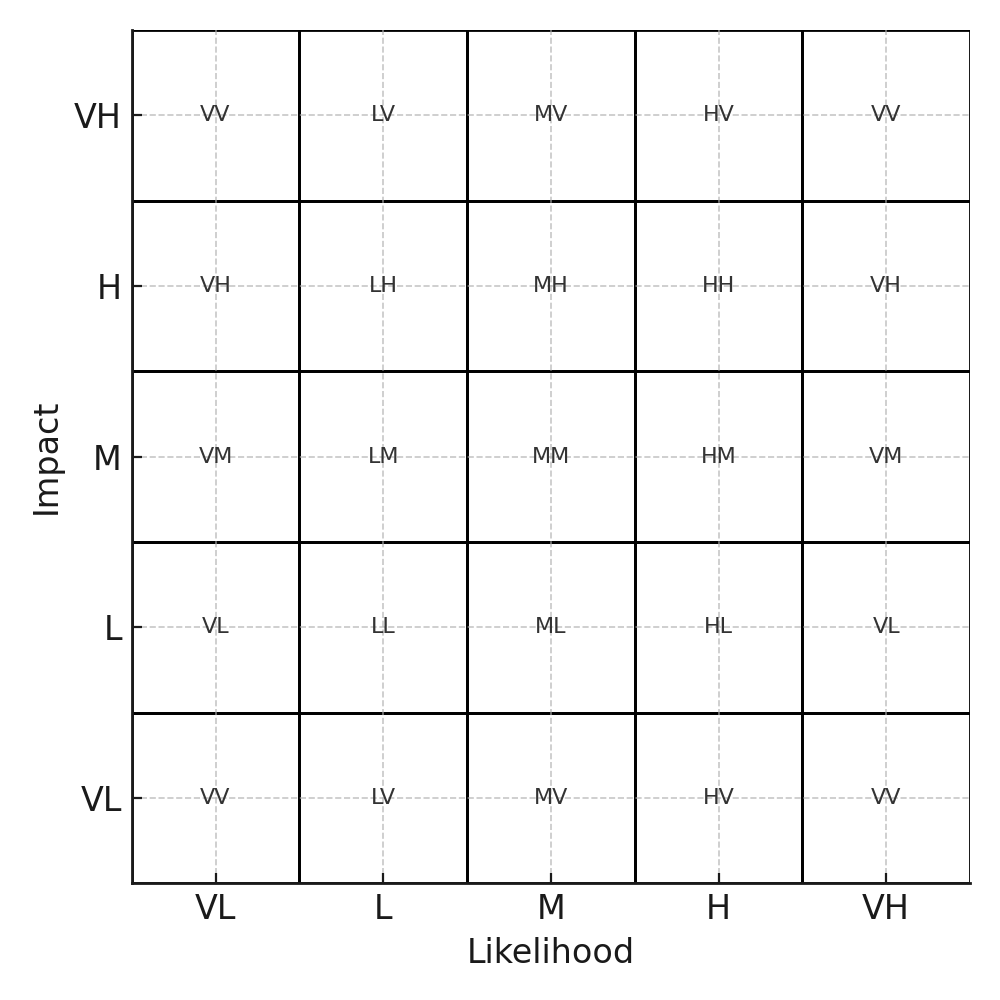 VH VV LV MV HV VV
H VH LH MH HH VH
M VM LM MM HM VM
L VL LL ML HL VL
VL VV LV MV HV VV
VL L M H VH
Likelihood
Impact